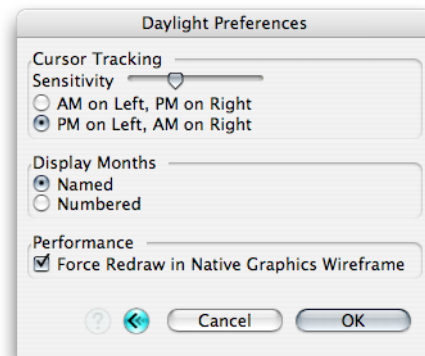 Daylight Preferences
Cursor Tracking
Sensitivity
AM on Left, PM on Right
PM on Left, AM on Right
Display Months
Named
Numbered
Performance
Force Redraw in Native Graphics Wireframe
? Cancel OK